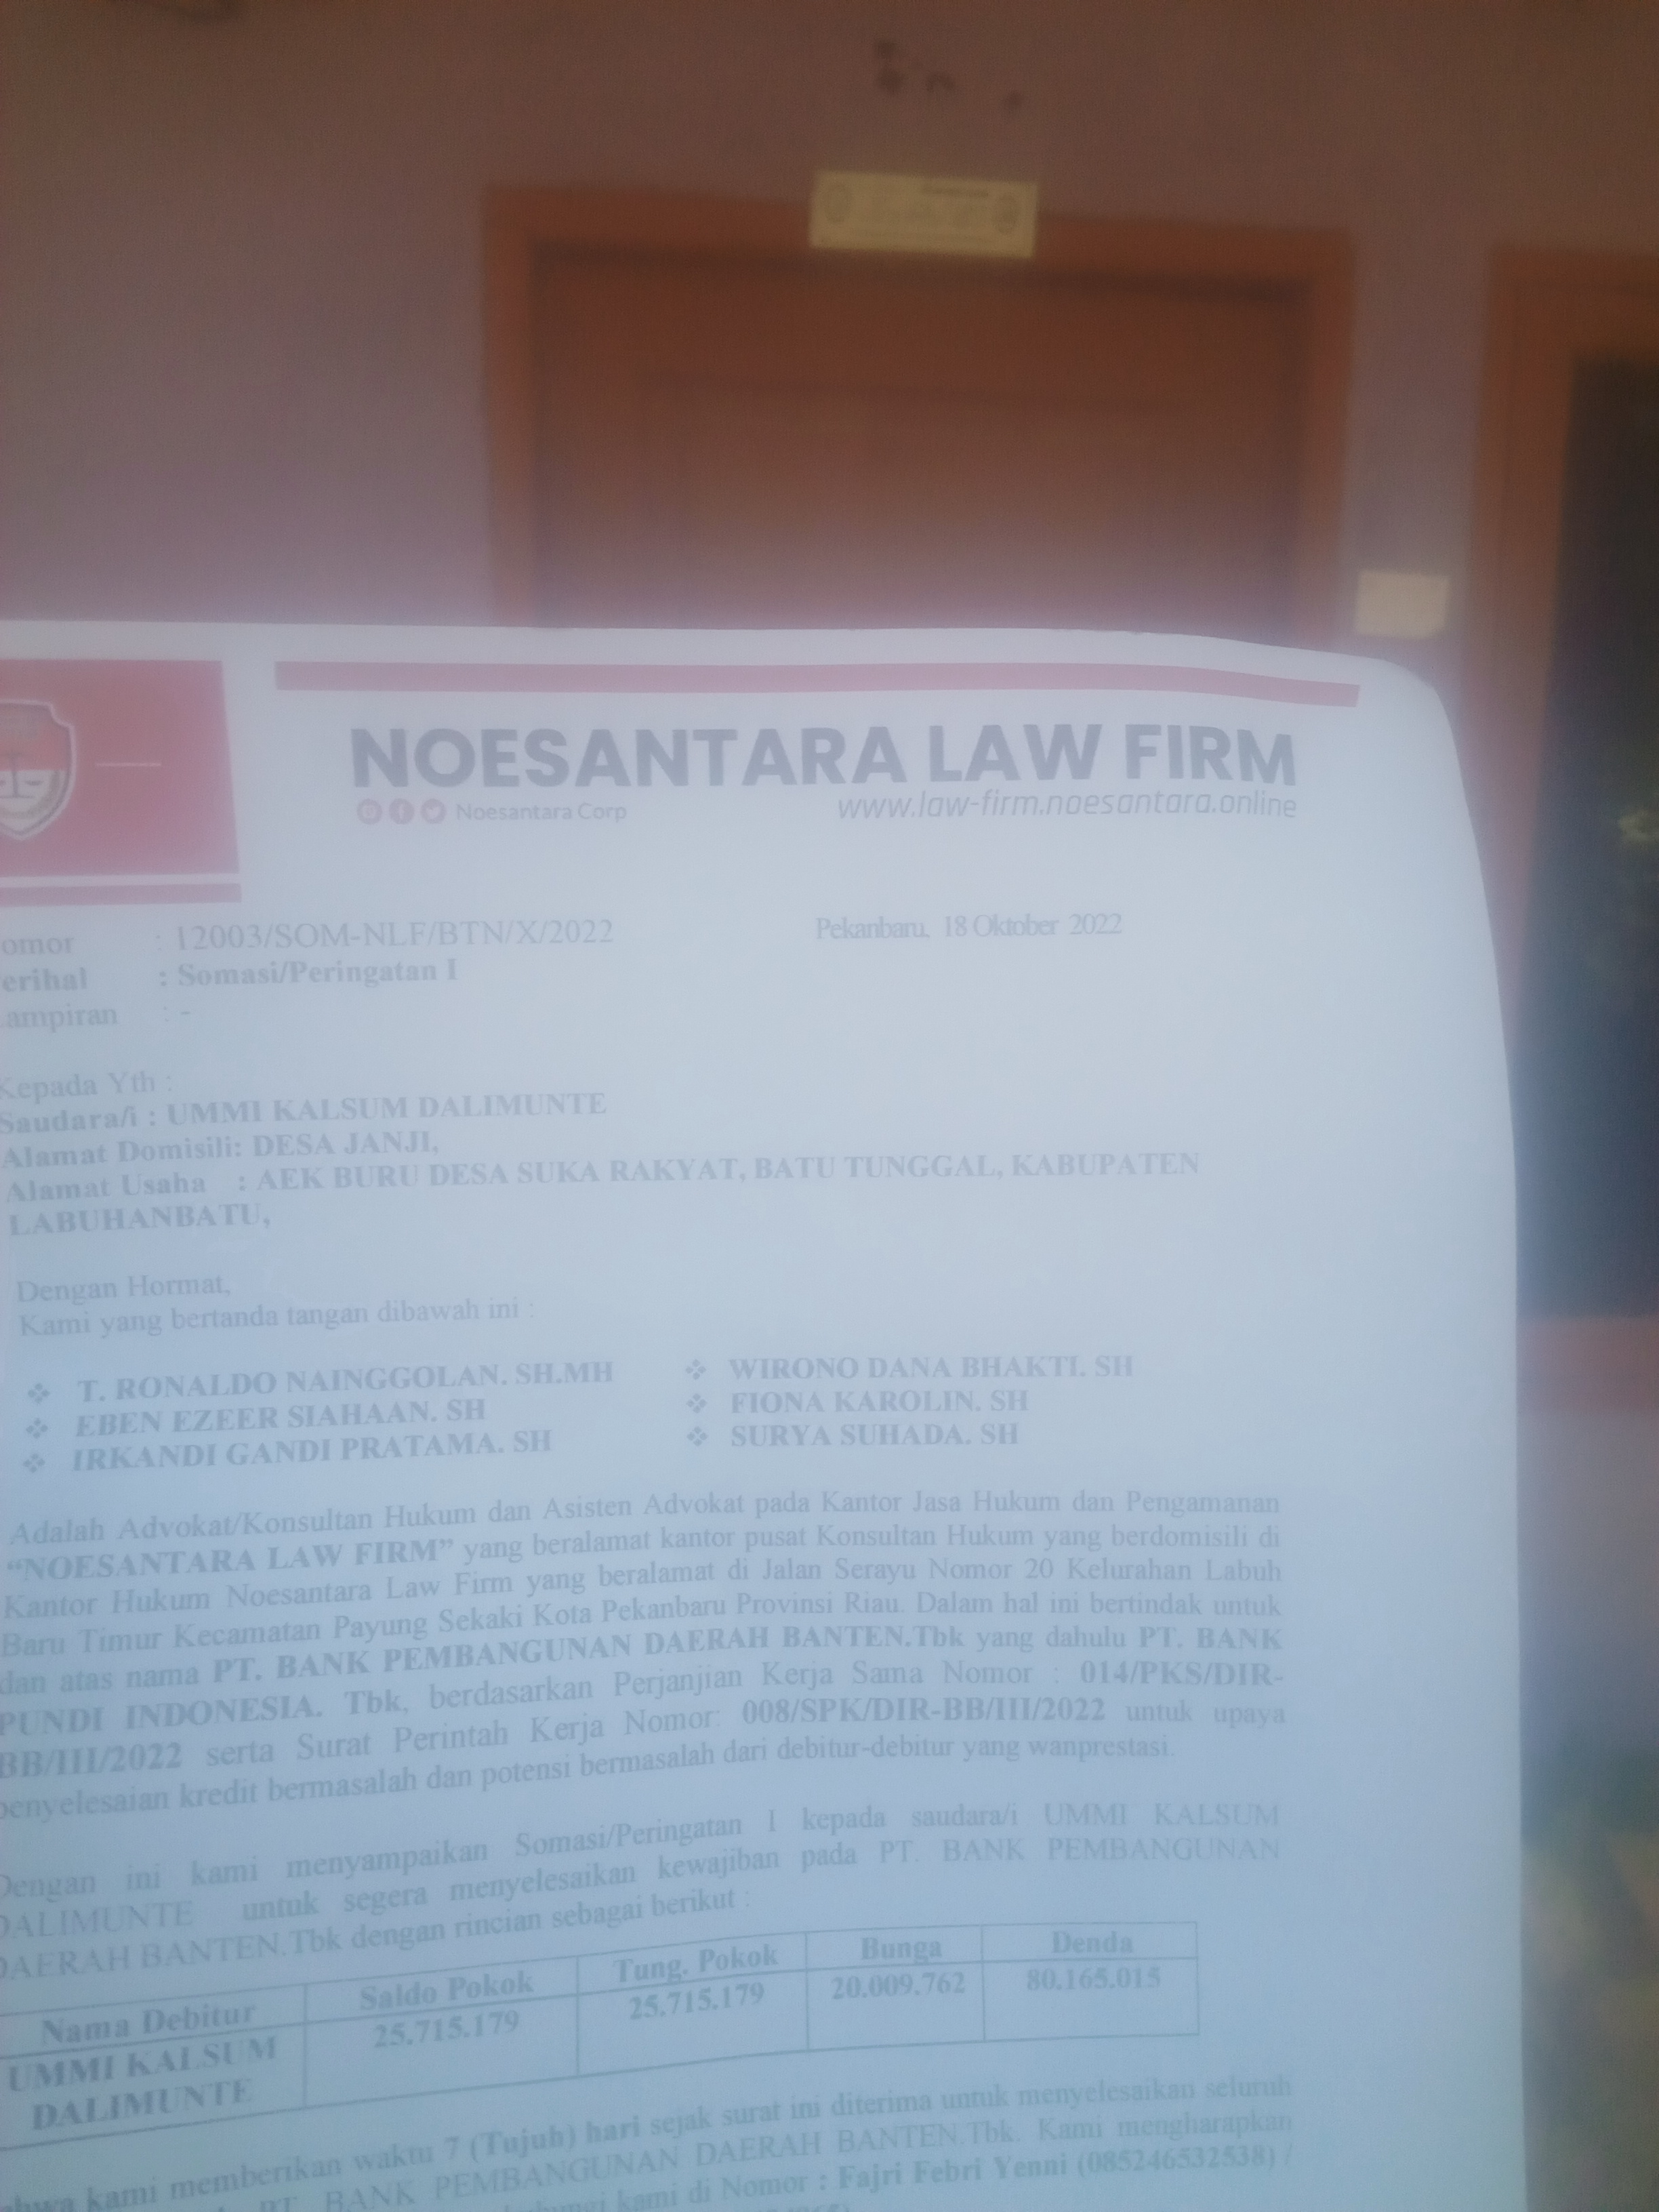 NOESANTARA LAW FIRM
Noesantara Corp www.law-firm.noesantara.online
omor : 12003/SOM-NLF/BTN/X/2022 Pekanbaru, 18 Oktober 2022
erihal : Somasi/Peringatan I
ampiran : -
Kepada Yth :
Saudara/i : UMMI KALSUM DALIMUNTE
Alamat Domisili: DESA JANJI,
Alamat Usaha : AEK BURU DESA SUKA RAKYAT, BATU TUNGGAL, KABUPATEN
LABUHANBATU,
Dengan Hormat,
Kami yang bertanda tangan dibawah ini :
❖ T. RONALDO NAINGGOLAN. SH.MH ❖ WIRONO DANA BHAKTI. SH
❖ EBEN EZEER SIAHAAN. SH ❖ FIONA KAROLIN. SH
❖ IRKANDI GANDI PRATAMA. SH ❖ SURYA SUHADA. SH
Adalah Advokat/Konsultan Hukum dan Asisten Advokat pada Kantor Jasa Hukum dan Pengamanan
“NOESANTARA LAW FIRM” yang beralamat kantor pusat Konsultan Hukum yang berdomisili di
Kantor Hukum Noesantara Law Firm yang beralamat di Jalan Serayu Nomor 20 Kelurahan Labuh
Baru Timur Kecamatan Payung Sekaki Kota Pekanbaru Provinsi Riau. Dalam hal ini bertindak untuk
dan atas nama PT. BANK PEMBANGUNAN DAERAH BANTEN.Tbk yang dahulu PT. BANK
PUNDI INDONESIA. Tbk, berdasarkan Perjanjian Kerja Sama Nomor : 014/PKS/DIR-
BB/III/2022 serta Surat Perintah Kerja Nomor: 008/SPK/DIR-BB/III/2022 untuk upaya
penyelesaian kredit bermasalah dan potensi bermasalah dari debitur-debitur yang wanprestasi.
Dengan ini kami menyampaikan Somasi/Peringatan I kepada saudara/i UMMI KALSUM
DALIMUNTE untuk segera menyelesaikan kewajiban pada PT. BANK PEMBANGUNAN
DAERAH BANTEN.Tbk dengan rincian sebagai berikut :
Nama Debitur Saldo Pokok Tung. Pokok Bunga Denda
UMMI KALSUM 25.715.179 25.715.179 20.009.762 80.165.015
DALIMUNTE
hwa kami memberikan waktu 7 (Tujuh) hari sejak surat ini diterima untuk menyelesaikan seluruh
PT. BANK PEMBANGUNAN DAERAH BANTEN.Tbk. Kami mengharapkan
kami di Nomor : Fajri Febri Yenni (085246532538) /